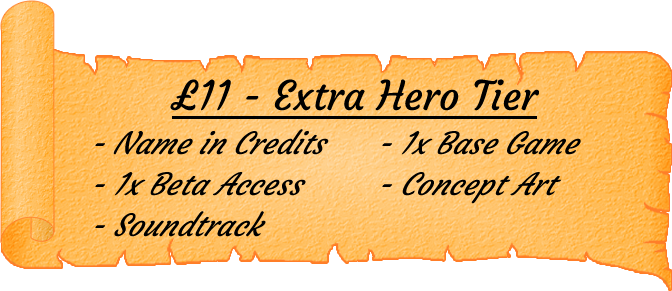 £11 - Extra Hero Tier
- Name in Credits
- 1x Beta Access
- Soundtrack
- 1x Base Game
- Concept Art